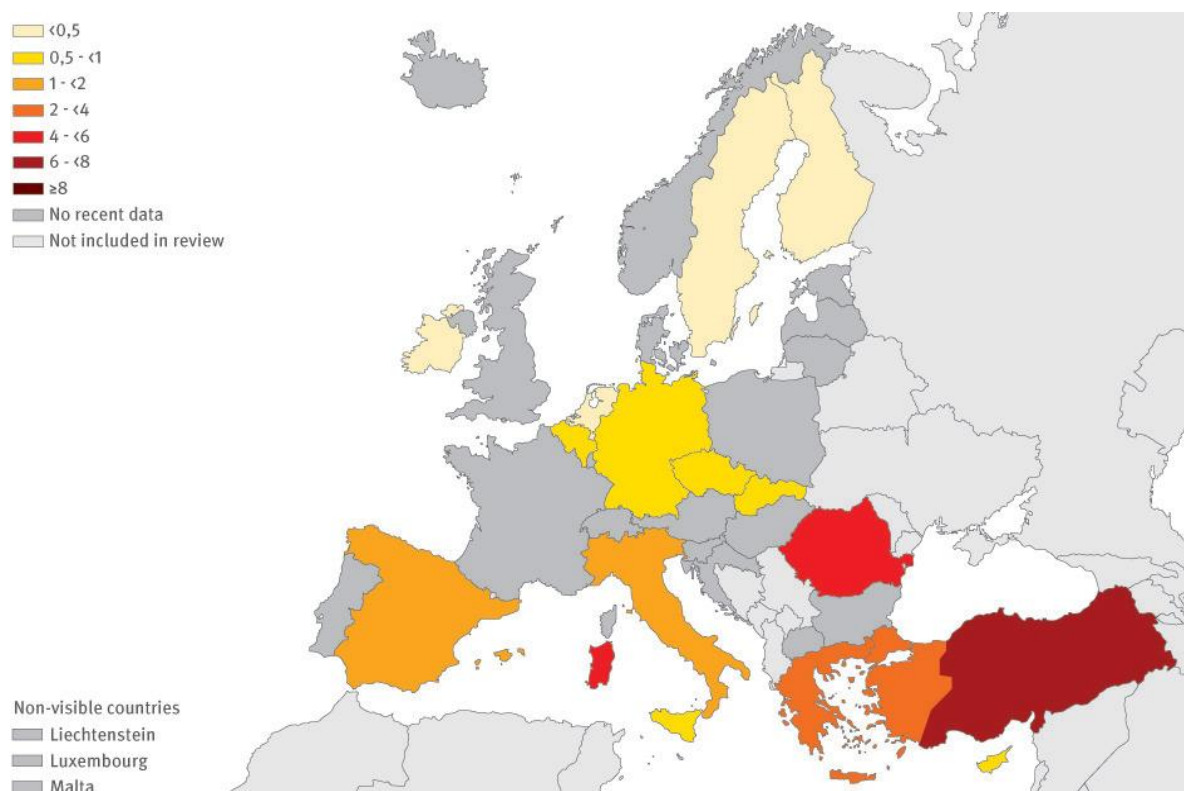 <0,5
0,5 - <1
1 - <2
2 - <4
4 - <6
6 - <8
≥8
No recent data
Not included in review
Non-visible countries
Liechtenstein
Luxembourg
Malta